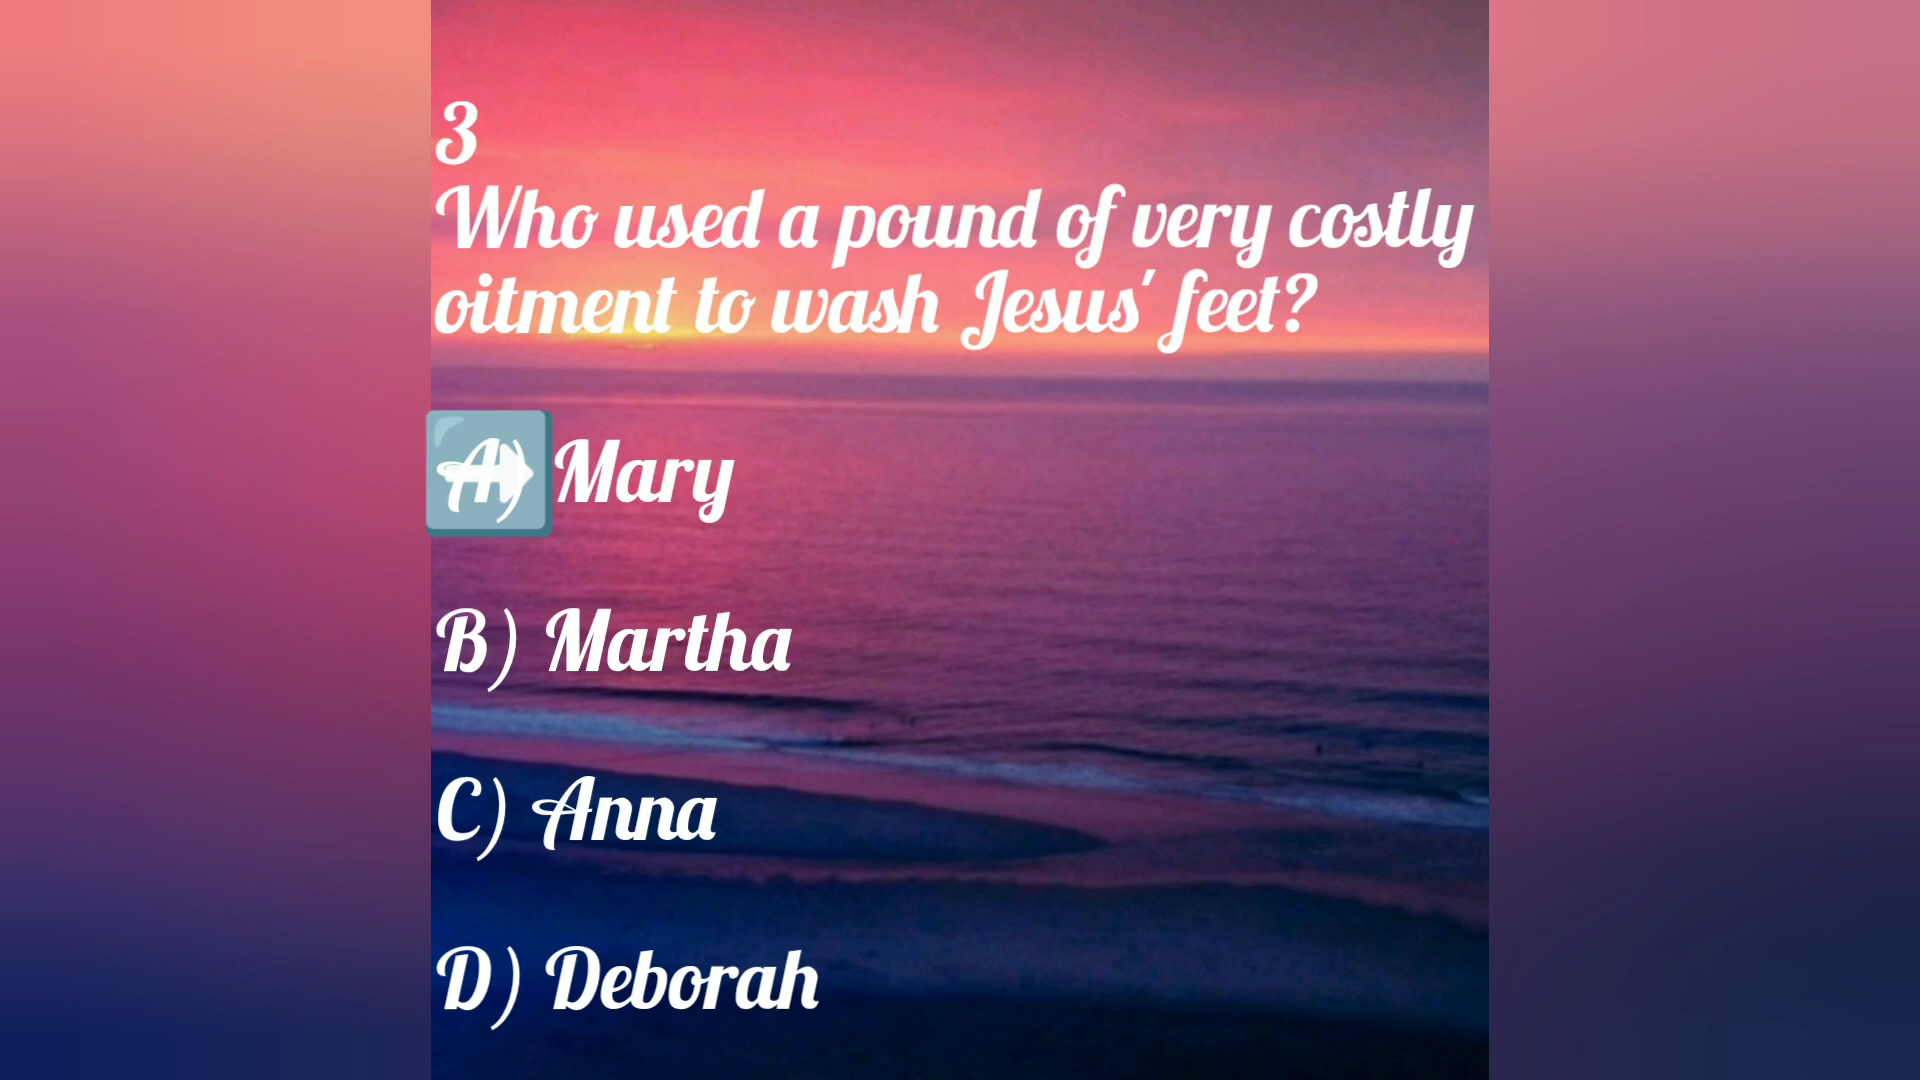 3
Who used a pound of very costly
oitment to wash Jesus' feet?
A) Mary
B) Martha
C) Anna
D) Deborah